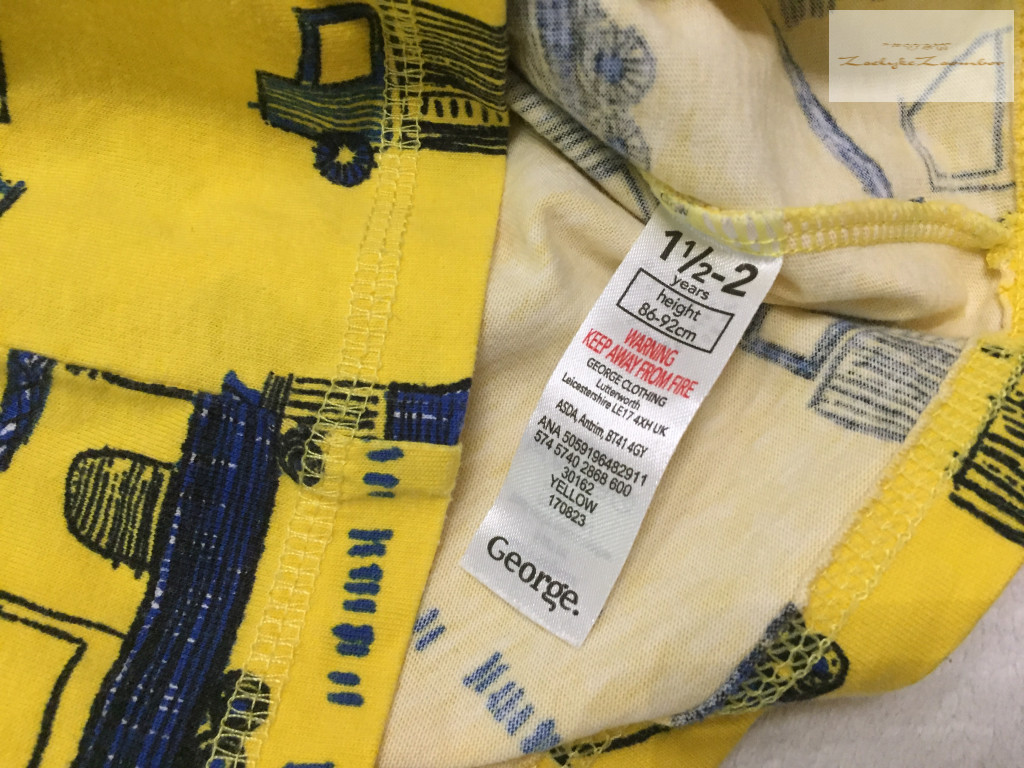 1½-2
years
height
86-92cm
WARNING
KEEP AWAY FROM FIRE
GEORGE CLOTHING
Lutterworth
Leicestershire LE17 4XH UK
ASDA, Antrim, BT41 4GY
ANA 5059196482911
574 5740 2868 600
30162
YELLOW
170823
George.